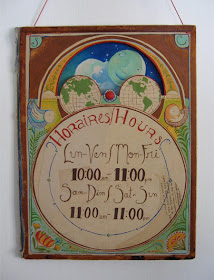 Horaires/Hours
Lun-Ven/Mon-Fri
10:00am-11:00pm
Sam-Dim/Sat-Sun
11:00am-11:00pm